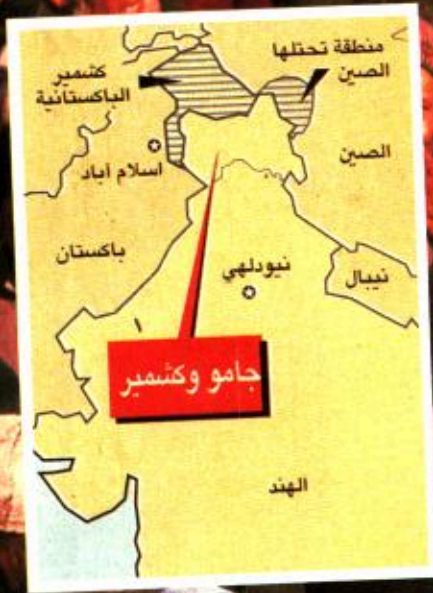 منطقة تحتلها
الصين
كشمير
الباكستانية
الصين
اسلام آباد
باكستان
نيودلهي
نيبال
جامو وكشمير
الهند